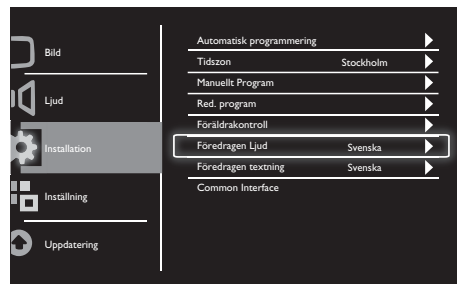 Bild
Ljud
Installation
Inställning
Uppdatering
Automatisk programmering
Tidszon Stockholm
Manuellt Program
Red. program
Föräldrakontroll
Föredragen Ljud Svenska
Föredragen textning Svenska
Common Interface